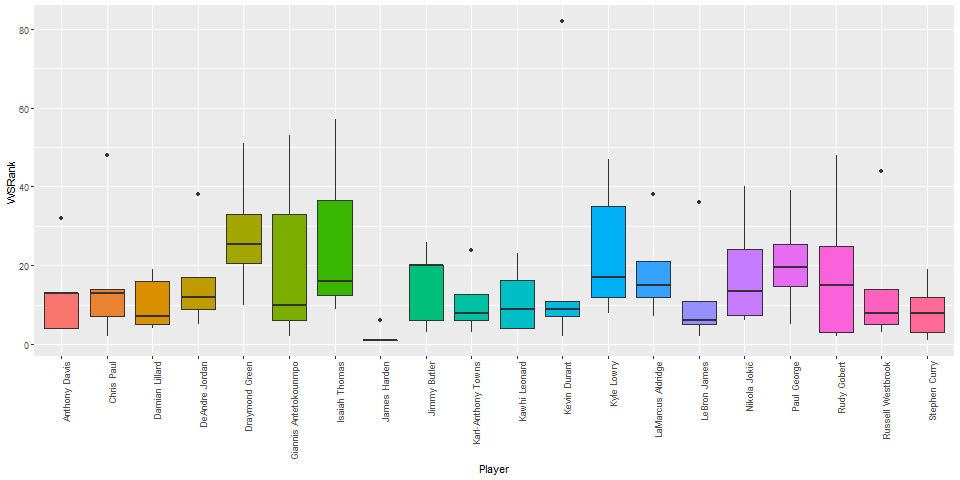 80
60
40
20
0
WSRank
Anthony Davis
Chris Paul
Damian Lillard
DeAndre Jordan
Draymond Green
Giannis Antetokounmpo
Isaiah Thomas
James Harden
Jimmy Butler
Karl-Anthony Towns
Kawhi Leonard
Kevin Durant
Kyle Lowry
LaMarcus Aldridge
LeBron James
Nikola Jokić
Paul George
Rudy Gobert
Russell Westbrook
Stephen Curry
Player